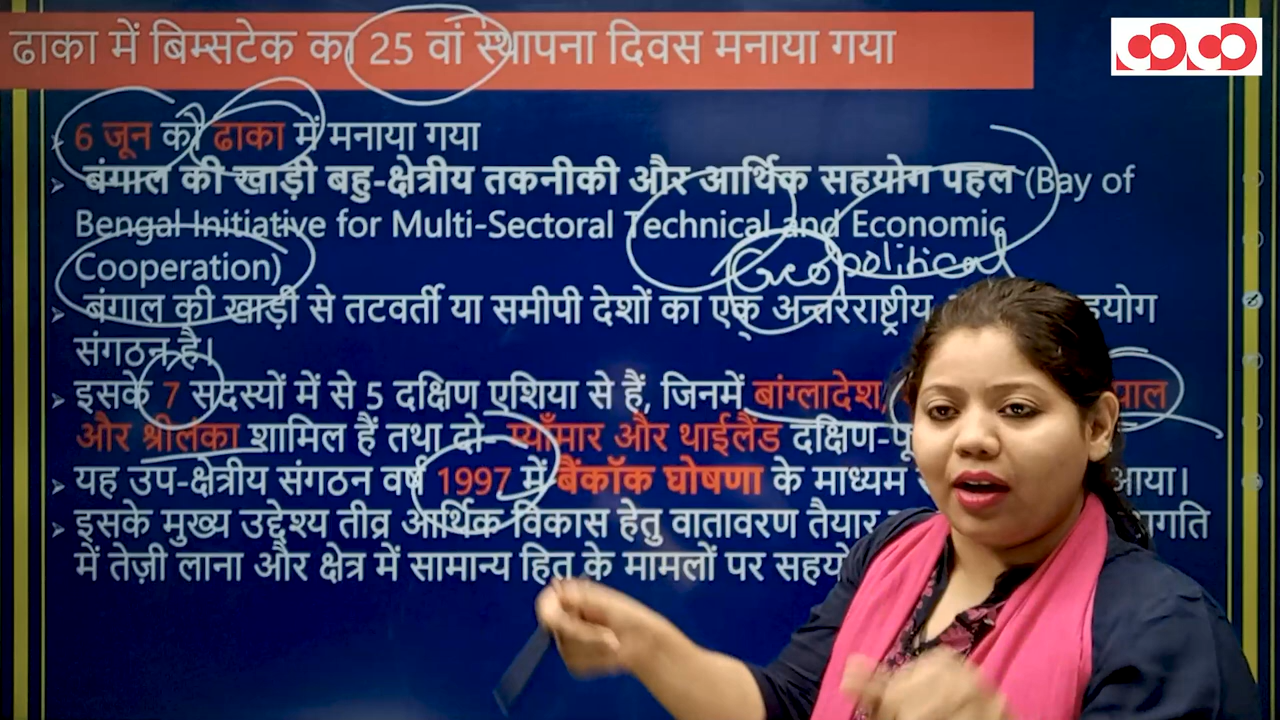 ढाका में बिम्सटेक का 25 वां स्थापना दिवस मनाया गया
6 जून को ढाका में मनाया गया
बंगाल की खाड़ी बहु-क्षेत्रीय तकनीकी और आर्थिक सहयोग पहल (Bay of
Bengal Initiative for Multi-Sectoral Technical and Economic
Geopolitical
Cooperation)
बंगाल की खाड़ी से तटवर्ती या समीपी देशों का एक अन्तरराष्ट्रीय
संगठन है।
इसके 7 सदस्यों में से 5 दक्षिण एशिया से हैं, जिनमें बांग्लादेश,
और श्रीलंका शामिल हैं तथा दो- म्याँमार और थाईलैंड
यह उप-क्षेत्रीय संगठन वर्ष 1997 में बैंकॉक घोषणा के माध्यम आया।
इसके मुख्य उद्देश्य तीव्र आर्थिक विकास हेतु वातावरण तैयार
में तेज़ी लाना और क्षेत्र में सामान्य हित के मामलों पर